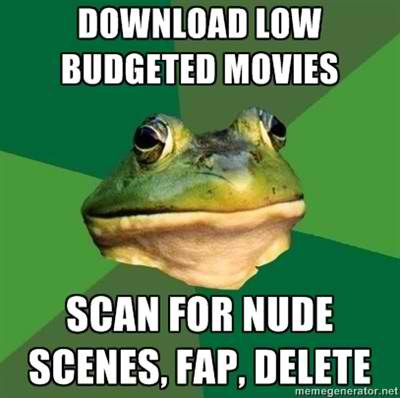 DOWNLOAD LOW
BUDGETED MOVIES
SCAN FOR NUDE
SCENES, FAP, DELETE
memegenerator.net